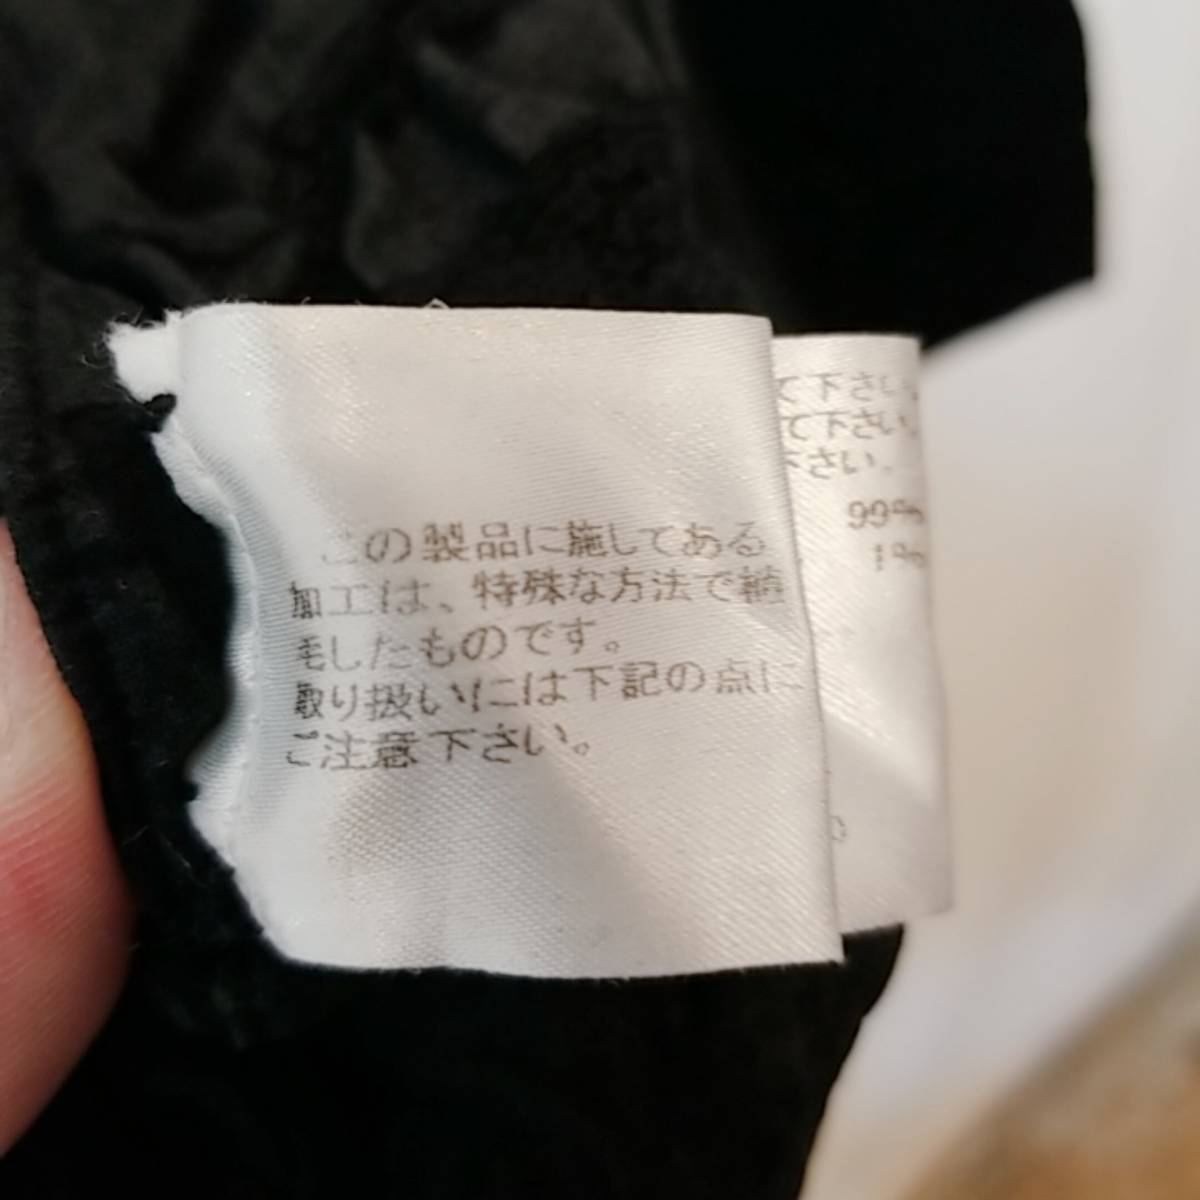 この製品に施してある
加工は、特殊な方法で植
毛したものです。
取り扱いには下記の点に
ご注意下さい。
て下さい。
て下さい。
下さい。
99%
1%